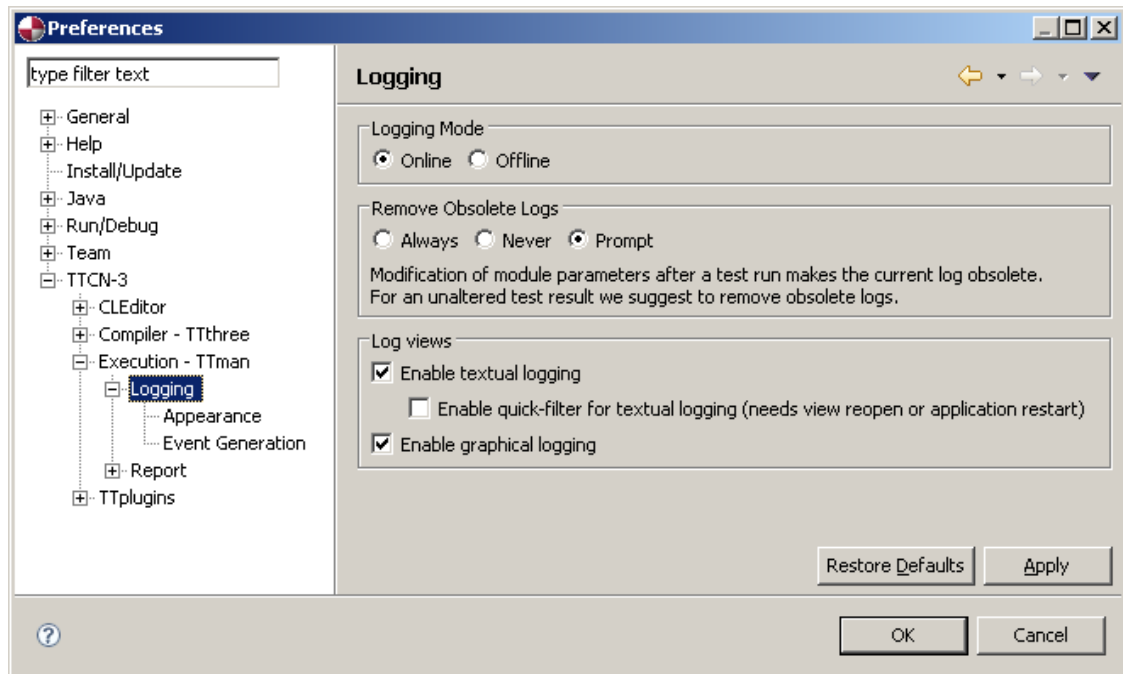 Preferences
type filter text
General
Help
Install/Update
Java
Run/Debug
Team
TTCN-3
CLEditor
Compiler - TTthree
Execution - TTman
Logging
Appearance
Event Generation
Report
TTplugins
Logging
Logging Mode
Online Offline
Remove Obsolete Logs
Always Never Prompt
Modification of module parameters after a test run makes the current log obsolete.
For an unaltered test result we suggest to remove obsolete logs.
Log views
Enable textual logging
Enable quick-filter for textual logging (needs view reopen or application restart)
Enable graphical logging
Restore Defaults Apply
OK Cancel